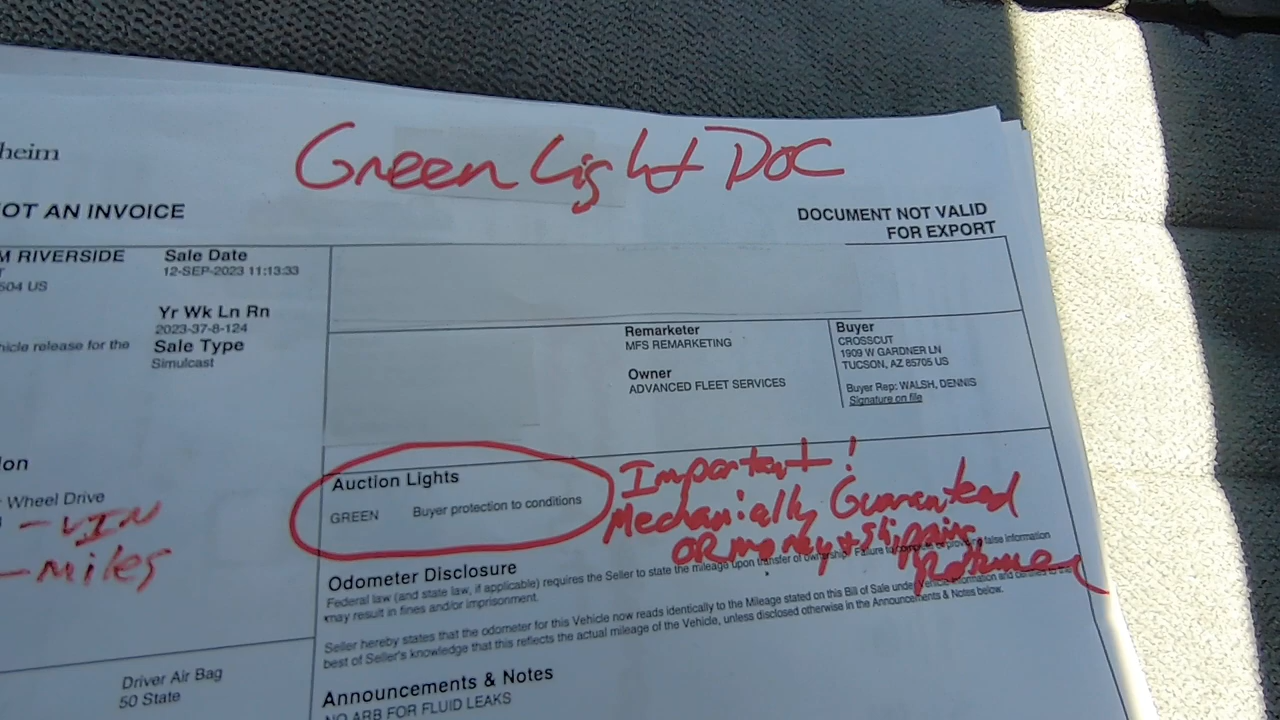 heim
Green Light Doc
OT AN INVOICE
DOCUMENT NOT VALID
FOR EXPORT
M RIVERSIDE
504 US
Sale Date
12-SEP-2023 11:13:33
Yr Wk Ln Rn
2023-37-8-124
hicle release for the
Sale Type
Simulcast
Remarketer
MFS REMARKETING
Owner
ADVANCED FLEET SERVICES
Buyer
CROSSCUT
1909 W GARDNER LN
TUCSON, AZ 85705 US
Buyer Rep: WALSH, DENNIS
Signature on file
ion
Wheel Drive
- VIN
- miles
Auction Lights
GREEN Buyer protection to conditions
Important!
Mechanially Guranteed
OR money + shipping
Returned
Odometer Disclosure
Federal law (and state law, if applicable) requires the Seller to state the mileage upon transfer of ownership. Failure to complete or providing false information
may result in fines and/or imprisonment.
Seller hereby states that the odometer for this Vehicle now reads identically to the Mileage stated on this Bill of Sale under Vehicle Information and certifies to the
best of Seller's knowledge that this reflects the actual mileage of the Vehicle, unless disclosed otherwise in the Announcements & Notes below.
Driver Air Bag
50 State
Announcements & Notes
NO ARB FOR FLUID LEAKS